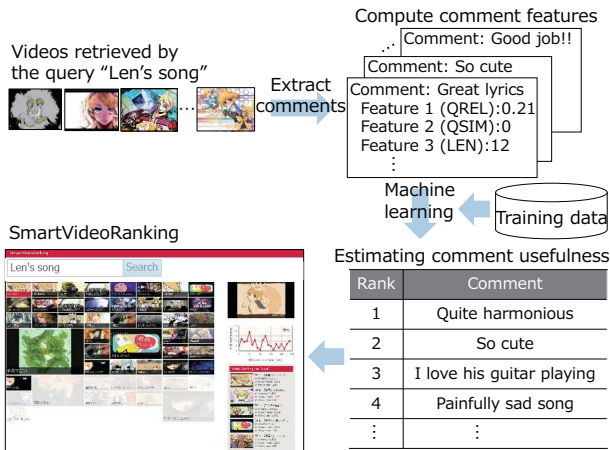 Compute comment features
Videos retrieved by
the query “Len’s song”
...
Extract
comments
...
Comment: Good job!!
Comment: So cute
Comment: Great lyrics
Feature 1 (QREL):0.21
Feature 2 (QSIM):0
Feature 3 (LEN):12
⋮
Machine
learning
Training data
SmartVideoRanking
SmartVideoRanking
Len's song
Search
Estimating comment usefulness
Rank Comment
1 Quite harmonious
2 So cute
3 I love his guitar playing
4 Painfully sad song
⋮ ⋮